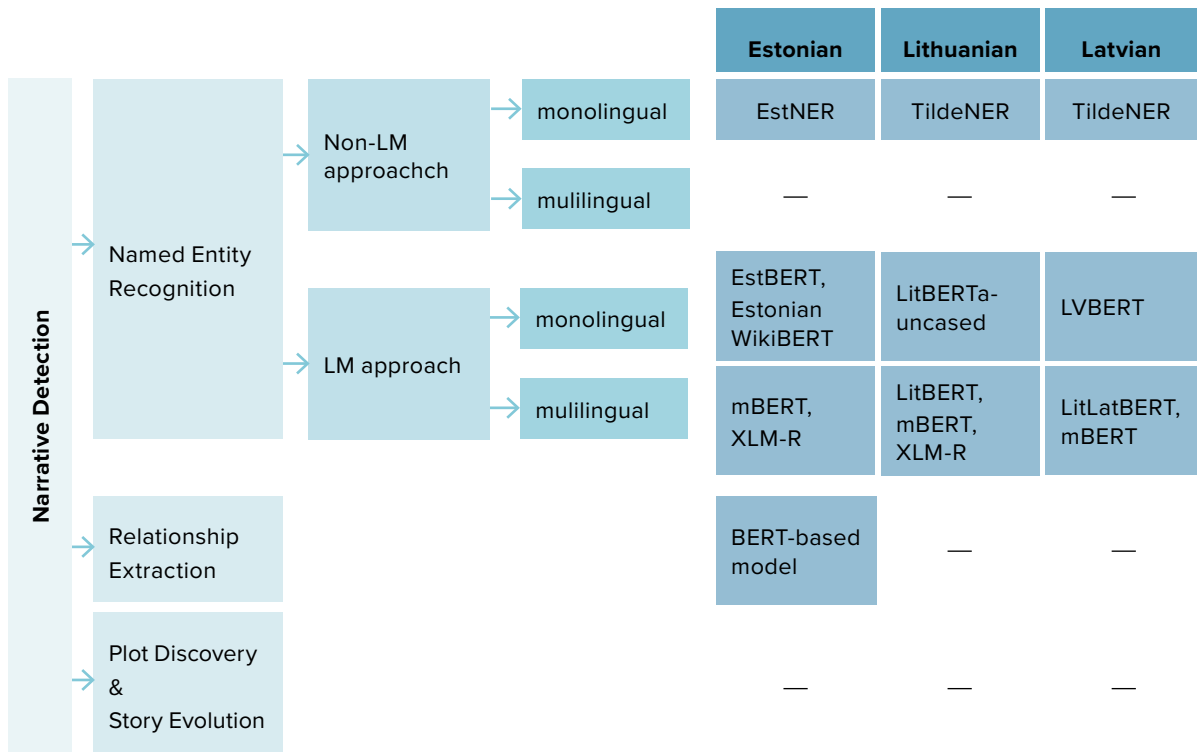 Estonian
Lithuanian
Latvian
Narrative Detection
Named Entity
Recognition
Non-LM
approachch
monolingual
EstNER
TildeNER
TildeNER
mulilingual
—
—
—
LM approach
monolingual
EstBERT,
Estonian
WikiBERT
LitBERTa-
uncased
LVBERT
mulilingual
mBERT,
XLM-R
LitBERT,
mBERT,
XLM-R
LitLatBERT,
mBERT
Relationship
Extraction
BERT-based
model
—
—
Plot Discovery
&
Story Evolution
—
—
—